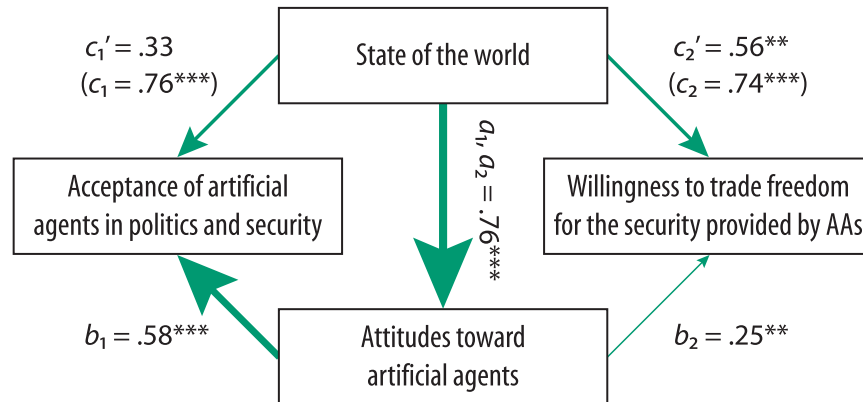 c₁' = .33
(c₁ = .76***)
State of the world
c₂' = .56**
(c₂ = .74***)
a₁, a₂ = .76***
Acceptance of artificial
agents in politics and security
Willingness to trade freedom
for the security provided by AAs
b₁ = .58***
Attitudes toward
artificial agents
b₂ = .25**